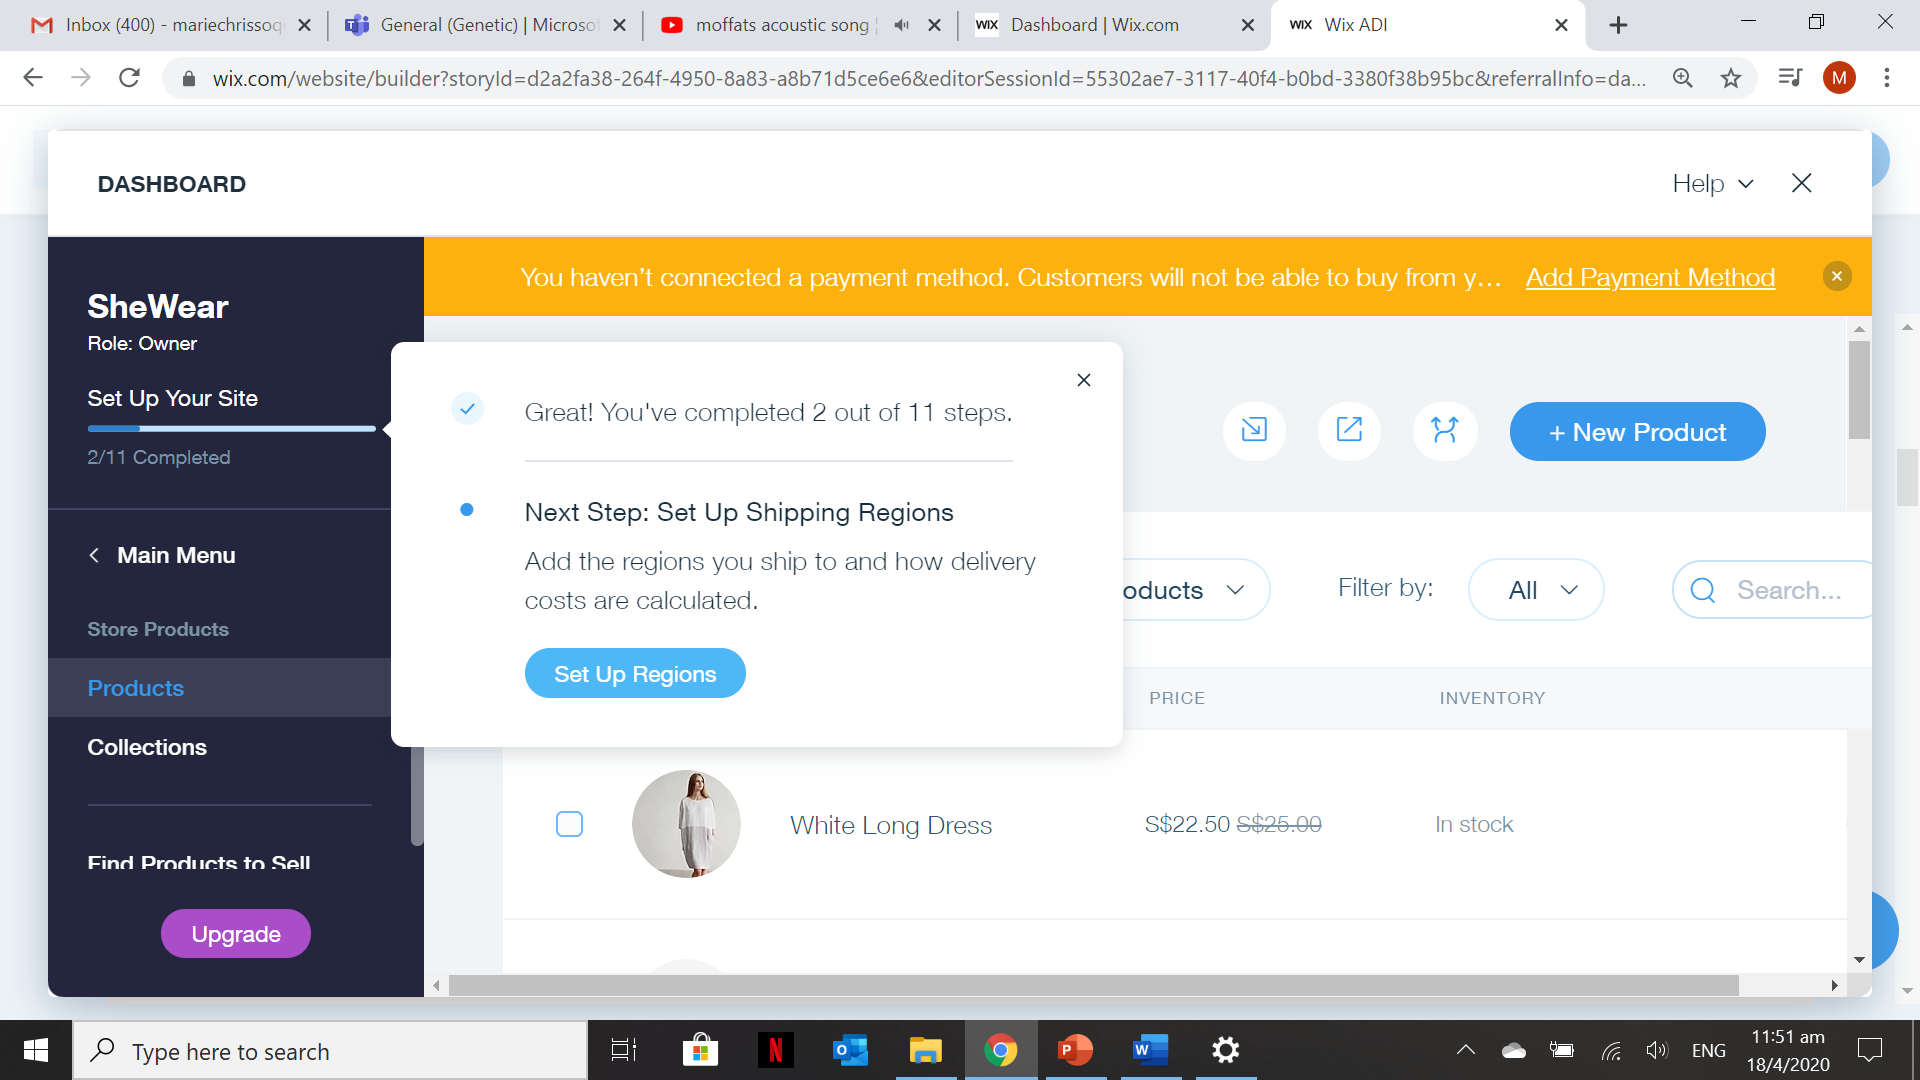 Inbox (400) - mariechrissoq
General (Genetic) | Microsof
moffats acoustic song
WIX Dashboard | Wix.com
WIX Wix ADI
wix.com/website/builder?storyId=d2a2fa38-264f-4950-8a83-a8b71d5ce6e6&editorSessionId=55302ae7-3117-40f4-b0bd-3380f38b95bc&referralInfo=da...
M
DASHBOARD
Help
SheWear
Role: Owner
Set Up Your Site
2/11 Completed
Main Menu
Store Products
Products
Collections
Find Products to Sell
Upgrade
You haven't connected a payment method. Customers will not be able to buy from y... Add Payment Method
Great! You've completed 2 out of 11 steps.
Next Step: Set Up Shipping Regions
Add the regions you ship to and how delivery
costs are calculated.
Set Up Regions
+ New Product
oducts
Filter by:
All
Search...
PRICE
INVENTORY
White Long Dress
S$22.50 S$25.00
In stock
Type here to search
ENG
11:51 am
18/4/2020